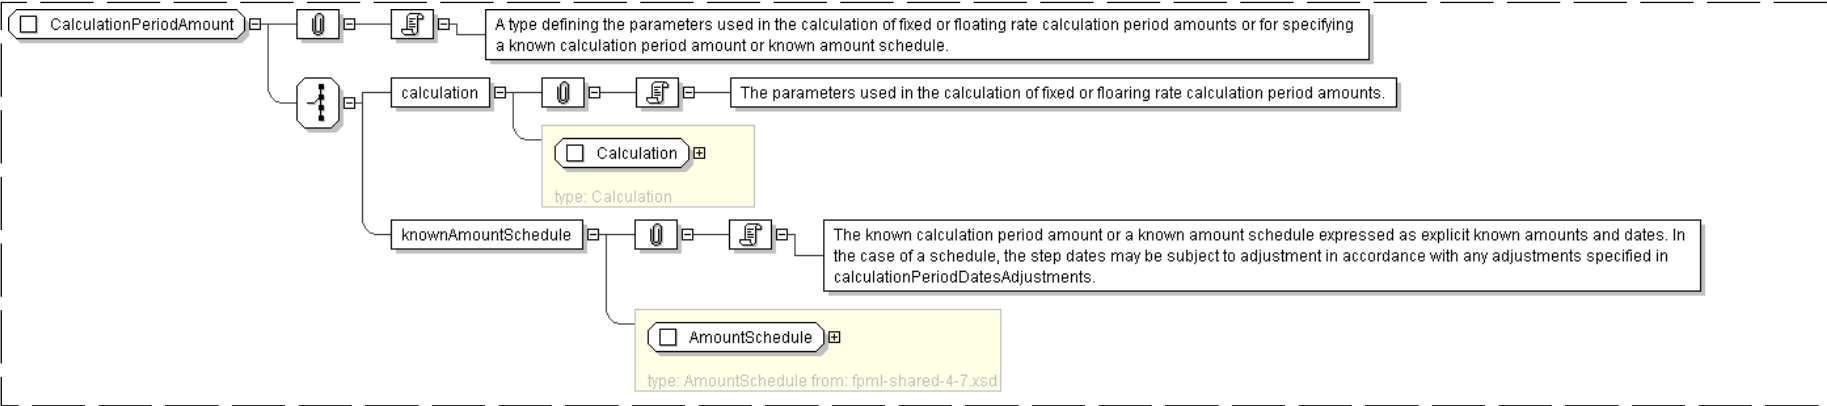 CalculationPeriodAmount
A type defining the parameters used in the calculation of fixed or floating rate calculation period amounts or for specifying
a known calculation period amount or known amount schedule.
calculation
The parameters used in the calculation of fixed or floaring rate calculation period amounts.
Calculation
type: Calculation
knownAmountSchedule
The known calculation period amount or a known amount schedule expressed as explicit known amounts and dates. In
the case of a schedule, the step dates may be subject to adjustment in accordance with any adjustments specified in
calculationPeriodDatesAdjustments.
AmountSchedule
type: AmountSchedule from: fpml-shared-4-7.xsd